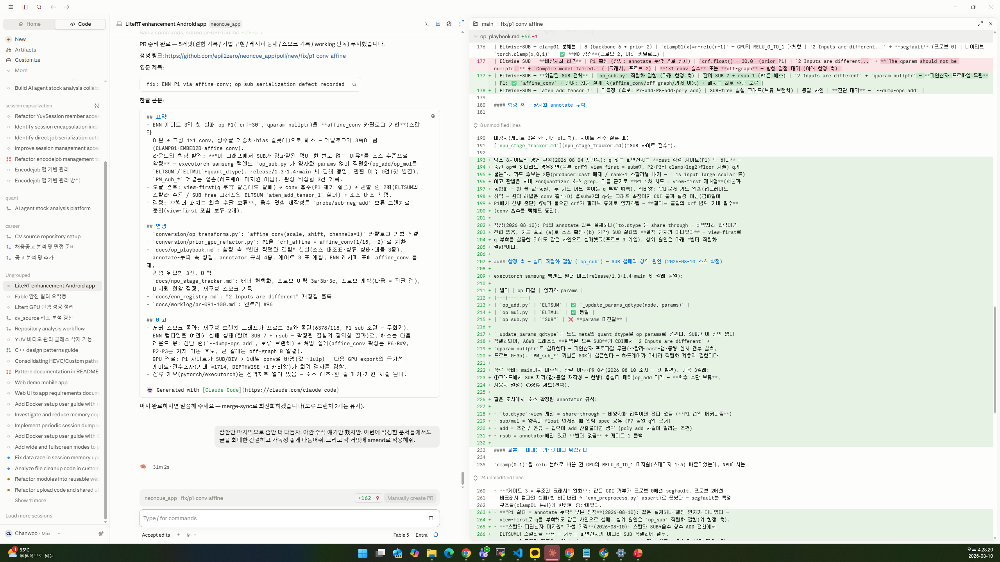 Home
Code
New
Artifacts
Customize
More
Build AI agent stock analysis collabo
session capsulization
Refactor YuvSession member acces
Identify session encapsulation impr
Identify direct job serialization outs
Improve session management acce
Refactor encodejob management to
Encodejob 맵 기반 관리
Encodejob 맵 기반 관리 방식
quant
AI agent stock analysis platform
career
CV source repository setup
채용공고 분석 및 면접 준비
공고 분석 및 추가
Ungrouped
LiteRT enhancement Android app
Fable 안전 필터 오작동
Litert GPU 실행 성공 정리
cv_source 리포 분석 갱신
Repository analysis workflow
YUV 비디오 관리 클래스 삭제 기능
C++ design patterns guide
Consolidating HEVC/Custom paths
Pattern documentation in README
Web demo mobile app
Web UI to app requirements docum
Add Docker setup user guide with r
Investigate and reduce memory cop
Implement periodic session dump w
Add Docker setup user guide with C
Add wide and fullscreen modes to p
Fix data race in session memory upd
Analyze file cleanup code in custom
Refactor modules into reusable web
Refactor upload code and shared ut
Show 11 more
Load more sessions
CL Chanwoo · Max
LiteRT enhancement Android app neoncue_app
Ran 2 commands, edited pr-091-100.md +29 -0 >
PR 준비 완료 — 5커밋(결함 기록 / 기법 구현 / 레시피 등재 / 스모크 기록 / worklog 단독) 푸시했습니다.
생성 링크: https://github.com/epii2zero/neoncue_app/pull/new/fix/p1-conv-affine
영문 제목:
fix: ENN P1 via affine-conv; op_sub serialization defect recorded
한글 본문:
## 요약
- ENN 게이트 3의 첫 실패 op P1(`crf-30`, qparam nullptr)을 **affine_conv 카탈로그 기법**(스칼
라
아핀 → 고정 1×1 conv, 상수를 가중치·bias 슬롯에)으로 해소 — 카탈로그가 3축이 됨
(CLAMP01·EMBED2D·affine_conv).
- 라운드의 핵심 발견: **"이 그래프에서 SUB가 컴파일된 적이 한 번도 없는 이유"를 소스 수준으로
확정** — executorch samsung 백엔드 `op_sub.py`가 양자화 params 없이 직렬화(op_add/op_mul은
`ELTSUM`/`ELTMUL`+quant_dtype). release/1.3·1.4·main 세 갈래 동일, 관련 이슈 0건(첫 발견),
`PM_sub_*` 커널은 실존(하드웨어 미지원 아님). 판정 뒤집힘 3건 기록.
- 도달 경로: view-first(q 부착 실증에도 실패) → conv 흡수(P1 제거 실증) → 판별 런 2회(ELTSUM의
스칼라 수용 / SUB-free 그래프의 ELTSUM `aten_add_tensor_1` 실패) → 소스 대조 확정.
- 결정: **빌더 패치는 최후 수단 보류**, 음수 덧셈 재작성은 `probe/sub-neg-add` 보류 브랜치로
분리(view-first 포함 보류 2개).
## 변경
- `conversion/op_transforms.py`: `affine_conv(scale, shift, channels=1)` 카탈로그 기법 신설
- `conversion/prior_gpu_refactor.py`: P1을 `crf_affine = affine_conv(1/15, -2)`로 치환
- `docs/op_playbook.md`: 함정 축 "빌더 직렬화 결함" 신설(소스 대조표·상류 상태·대응 3종),
annotate-누락 축 정정, annotator 규칙 4종, 게이트 3 표 개정, ENN 레시피 표에 affine_conv 등
재,
판정 뒤집힘 3건, 이력
- `docs/npu_stage_tracker.md`: 배너 현행화, 프로브 이력 3a·3b·3c, 프로브 계획(다음 = 진단 런),
미지원 현황 정정, 재구성 스모크 기록
- `docs/enn_registry.md`: "2 Inputs are different" 재정정 블록
- `docs/worklog/pr-091-100.md`: 엔트리 #96
## 비고
- 서버 스모크 통과: 재구성 브랜치 그래프가 프로브 3a와 동일(6378/118, P1 sub 소멸 — 무회귀).
ENN 컴파일은 여전히 실패 상태(잔여 SUB 7 + rsub — 확정된 결함의 정의상 결과)로, 해소는 다음
라운드 몫: 진단 런(`--dump-ops add`, 보류 브랜치) → 처방 설계(affine_conv 확장은 P6·B#9,
P2·P3은 기저 이동 후보, 큰 갈래는 off-graph B 일괄).
- GPU 경로: P1 사이트가 SUB/DIV → 1채널 conv로 바뀜(값 ~1ulp) — 다음 GPU export의 등가성
게이트·전수조사(기대 ≈1714, DEPTHWISE +1 캐비앗)가 회귀 검사를 겸함.
- 상류 제보(pytorch/executorch)는 선택지로 열려 있음 — 소스 대조·한 줄 패치·재현 사슬 완비.
Generated with [Claude Code](https://claude.com/claude-code)
머지 완료하시면 말씀해 주세요 — merge-sync로 최신화하겠습니다(보류 브랜치 2개는 유지).
잠깐만 마지막으로 좀만 더 다듬자. 아깐 주석 얘기만 했지만. 이번에 작성한 문서들에서도
글을 최대한 간결하고 가독성 좋게 다듬어줘. 그리고 각 커밋에 amend로 적용해줘.
31m 2s
neoncue_app fix/p1-conv-affine +162 -9 Manually create PR
Type / for commands
Accept edits Fable 5 Extra
main → fix/p1-conv-affine
op_playbook.md +66 -1
176 | Eltwise-SUB — clamp01 분해분 | 8 (backbone 6 + prior 2) | `clamp01(x)=r-relu(r-1)` — GPU의 RELU_0_TO_1 대체형 | `2 Inputs are different...` → **segfault** (프로브 0) | 네이티브
`torch.clamp(x,0,1)` — ✅ **W0 검증**(프로브 2, 아래 카탈로그) |
177 - | Eltwise-SUB — **비양자화 입력** | P1 확정 (잠재: annotate-누락 경로 전체) | `crf.float() - 30.0` (prior P1) | `2 Inputs are different...` + **`The qparam should not be
nullptr.`** → `Compile model failed.` (비크래시, 프로브 2) | **1×1 conv 흡수** 또는 **off-graph** — 방향 결정 대기 (아래 함정 축) |
177 + | Eltwise-SUB — **위임된 SUB 전체** | `op_sub.py` 직렬화 결함 (아래 함정 축) | 잔여 SUB 7 + rsub 1 (P1은 해소) | `2 Inputs are different` + `qparam nullptr` — **피연산자 프로파일 무관**
| P1: ✅ `affine_conv` · 잔여: 처방 설계 중(affine_conv/off-graph/기저 이동) · 패치는 최후 수단 보류 |
178 + | Eltwise-SUM — `aten_add_tensor_1` | 미특정 (후보: P7-add·P8-add·poly add) | SUB-free 실험 그래프(보류 브랜치) | 동일 사인 | **진단 대기** — `--dump-ops add` |
179
180 #### 함정 축 — 양자화 annotate 누락
181
8 unmodified lines
190 미검사(게이트 3은 한 번에 하나씩). 사이트 전수 실측 표는
191 [`npu_stage_tracker.md`](npu_stage_tracker.md)("SUB 사이트 전수").
192
193 + 덤프 8사이트의 경험 규칙(2026-08-04 재판독): q 없는 피연산자는 **cast 직결 사이트(P1) 단 하나** —
194 + 중간 op을 하나라도 경유하면(백본 crf의 view-first = sub#7, P2·P3의 clamp→log2→floor 사슬) q가
195 + 붙는다. 가드 후보는 2종(producer=cast 배제 / rank-1 스칼라형 배제 — `_is_input_large_scalar`류)
196 + 이고 판별은 서버 EnnQuantizer 소스 grep. 이를 근거로 **P1 1차 시도 = view-first 재배열**(백본과
197 + 동형화 — 한 줄·값-동일, 두 가드 어느 쪽이든 q 부착 예측). 캐비앗: ①미문서 가드 의존(업그레이드
198 + 취약 — 원리 해법은 conv 흡수·D) ②sub#7의 q✓는 그래프 측정이지 CDI 통과 실증 아님(컴파일이
199 + P1에서 선행 중단) ③q가 붙으면 crf가 캘리브 통계로 양자화됨 — **캘리브 클립의 crf 범위 커버 필수**
200 + (conv 흡수를 택해도 동일).
201 +
202 + 정정(2026-08-10): P1의 annotate 갭은 실재하나(`to.dtype`는 share-through — 비양자화 입력이면
203 + 전파 없음, 가드 후보 (a)로 소스 확정·(b) 기각) SUB 실패의 **결정 인자가 아니었다** — view-first로
204 + q 부착을 실증한 뒤에도 같은 사인으로 실패했고(프로브 3 계열), 상위 원인은 아래 "빌더 직렬화
205 + 결함"이다.
206 +
207 + #### 함정 축 — 빌더 직렬화 결함 (`op_sub`) — SUB 실패의 상위 원인 (2026-08-10 소스 확정)
208 +
209 + executorch samsung 백엔드 빌더 대조(release/1.3·1.4·main 세 갈래 동일):
210 +
211 + | 빌더 | op 타입 | 양자화 params |
212 + |---|---|---|
213 + | `op_add.py` | `ELTSUM` | ✅ `_update_params_qdtype(node, params)` |
214 + | `op_mul.py` | `ELTMUL` | ✅ 동일 |
215 + | `op_sub.py` | `"SUB"` | ❌ **params 미전달** |
216 +
217 + `_update_params_qdtype`는 노드 meta의 quant_dtype을 op params로 넘긴다. SUB만 이 선언 없이
218 + 직렬화되어, A8W8 그래프의 **위임된 모든 SUB**가 CDI에서 `2 Inputs are different` →
219 + `qparam nullptr`로 실패한다 — 피연산자 프로파일 무관(스칼라·cast-갭·동형 텐서 전부 실측,
220 + 프로브 0~3b). `PM_sub_*` 커널은 SDK에 실존한다 — 하드웨어가 아니라 직렬화 계층의 결함이다.
221 +
222 + 상류 상태: main까지 미수정, 관련 이슈·PR 0건(2026-08-10 조사 — 첫 발견). 대응 3갈래:
223 + ①그래프에서 SUB 제거(값-동일 재작성 — 현행) ②빌더 패치(op_add 미러 — **최후 수단 보류**,
224 + 사용자 결정) ③상류 제보(선택).
225 +
226 + 같은 조사에서 소스 확정된 annotator 규칙:
227 +
228 + - `to.dtype`·view 계열 = share-through — 비양자화 입력이면 전파 없음 (**P1 갭의 메커니즘**)
229 + - sub/mul = 양쪽이 float 텐서일 때 입력 spec 공유 (P7 동일 q의 근거)
230 + - add = 조건부 공유 — 입력이 add 산출물이면 생략 (poly add 사슬이 걸리는 조건)
231 + - rsub = annotator에만 있고 **빌더 없음** → 게이트 1 폴백
232 +
233 #### 교훈 — 대체는 가속기마다 뒤집힌다
234
235 `clamp(0,1)`을 relu 분해로 바꾼 건 GPU의 RELU_0_TO_1 미지원(스테이지 1·5) 때문이었는데, NPU에서는
24 unmodified lines
260 - **"게이트 3 = 무조건 크래시" 완화**: 같은 CDI 거부가 프로브 0에선 segfault, 프로브 2에선
261 비크래시 컴파일 실패(빈 바이너리 → `enn_preprocess.py` assert)로 끝났다 — segfault는 특정
262 구조물(clamp01 분해)에 한정된 증상이었다.
263 + - **"P1 실패 = annotate 누락" 부분 정정**(2026-08-10): 갭은 실재하나 결정 인자가 아니었다 —
264 + view-first로 q를 부착해도 같은 사인으로 실패. 상위 원인은 `op_sub` 직렬화 결함(위 함정 축).
265 + - **"스칼라 피연산자 미지원" 가설 기각**(2026-08-10): 스칼라 SUB→음수 상수 ADD 전환에서
266 + ELTSUM이 스칼라를 수용 — 거부는 피연산자가 아니라 SUB 직렬화에 결부.
1
35°C
부분적으로 맑음
PRE
오후 4:28:20
2026-08-10